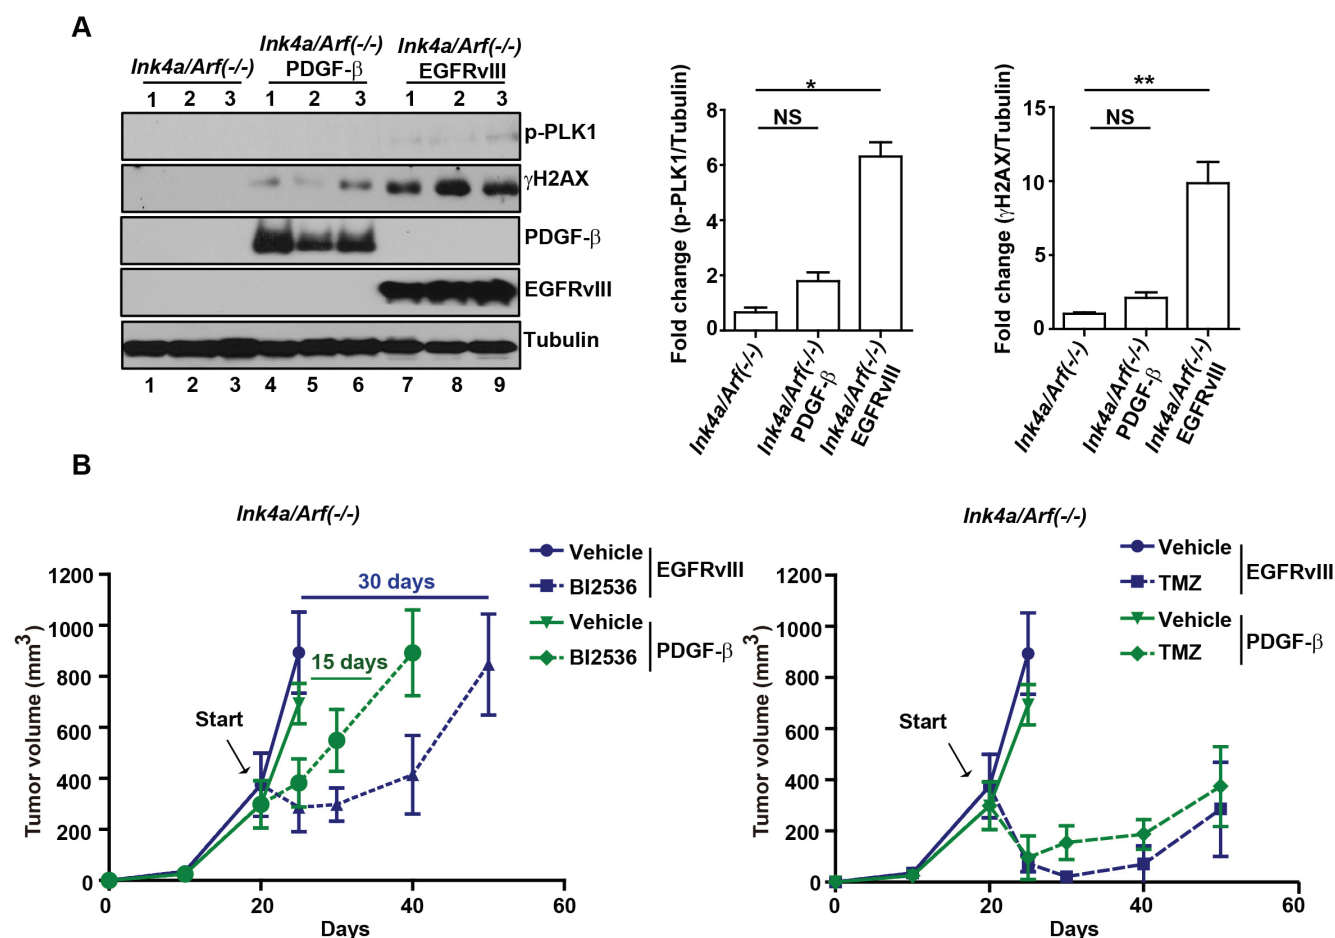 A
Ink4a/Arf(-/-)
Ink4a/Arf(-/-)
PDGF-β
Ink4a/Arf(-/-)
EGFRvIII
1 2 3 1 2 3 1 2 3
p-PLK1
γH2AX
PDGF-β
EGFRvIII
Tubulin
1 2 3 4 5 6 7 8 9
Fold change (p-PLK1/Tubulin)
8
6
4
2
0
*
NS
Ink4a/Arf(-/-)
Ink4a/Arf(-/-)
PDGF-β
Ink4a/Arf(-/-)
EGFRvIII
Fold change (γH2AX/Tubulin)
15
10
5
0
**
NS
Ink4a/Arf(-/-)
Ink4a/Arf(-/-)
PDGF-β
Ink4a/Arf(-/-)
EGFRvIII
B
Ink4a/Arf(-/-)
Tumor volume (mm3)
1200
1000
800
600
400
200
0
30 days
15 days
Start
0 20 40 60
Days
Vehicle
BI2536
EGFRvIII
Vehicle
BI2536
PDGF-β
Ink4a/Arf(-/-)
Tumor volume (mm3)
1200
1000
800
600
400
200
0
Start
0 20 40 60
Days
Vehicle
TMZ
EGFRvIII
Vehicle
TMZ
PDGF-β